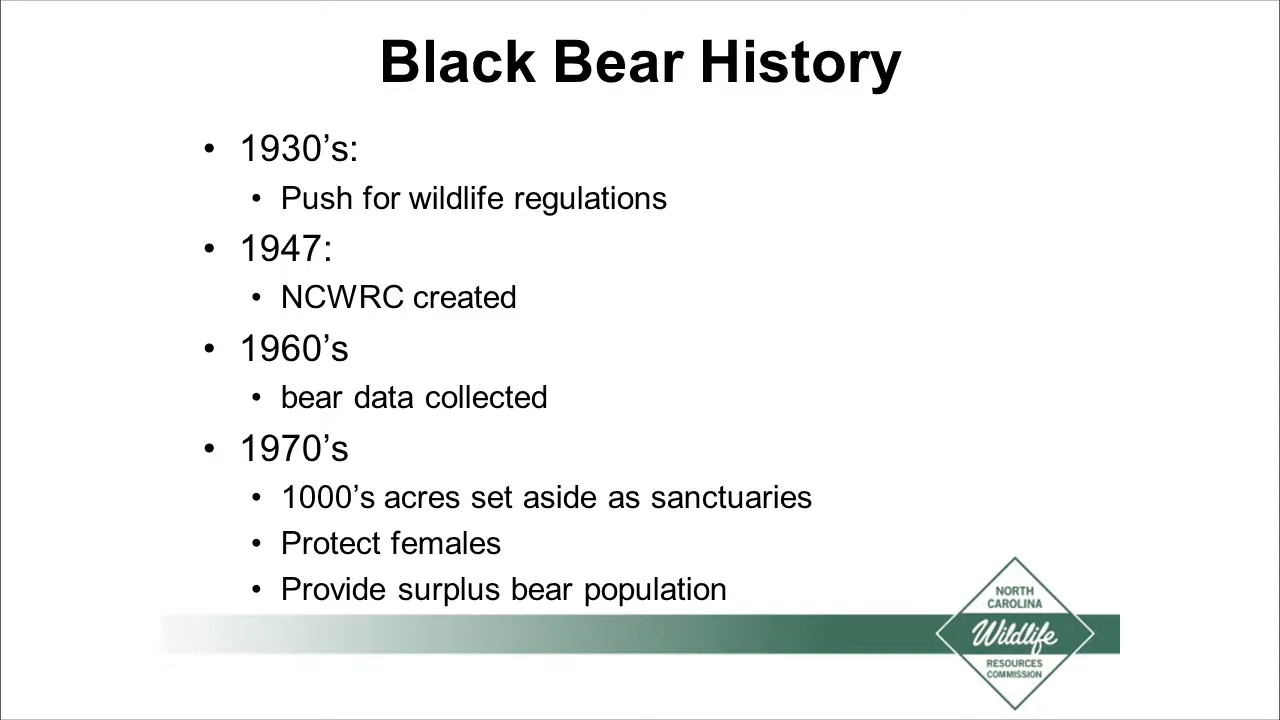 Black Bear History
• 1930’s:
• Push for wildlife regulations
• 1947:
• NCWRC created
• 1960’s
• bear data collected
• 1970’s
• 1000’s acres set aside as sanctuaries
• Protect females
• Provide surplus bear population
NORTH
CAROLINA
Wildlife
RESOURCES
COMMISSION